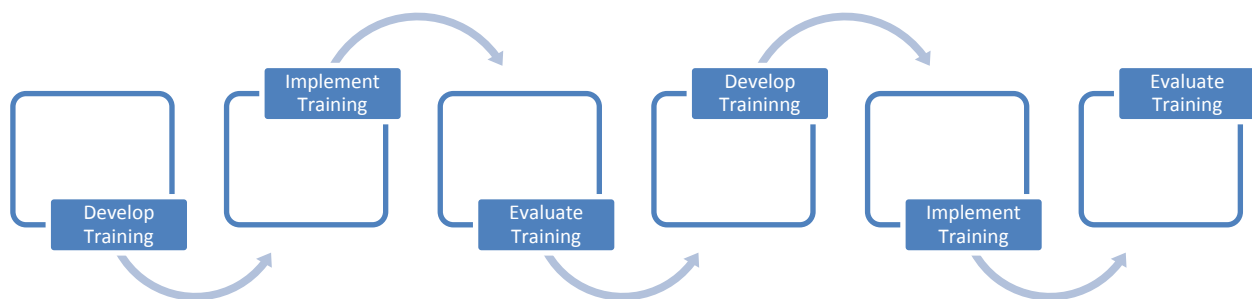 Develop
Training
Implement
Training
Evaluate
Training
Develop
Traininng
Implement
Training
Evaluate
Training